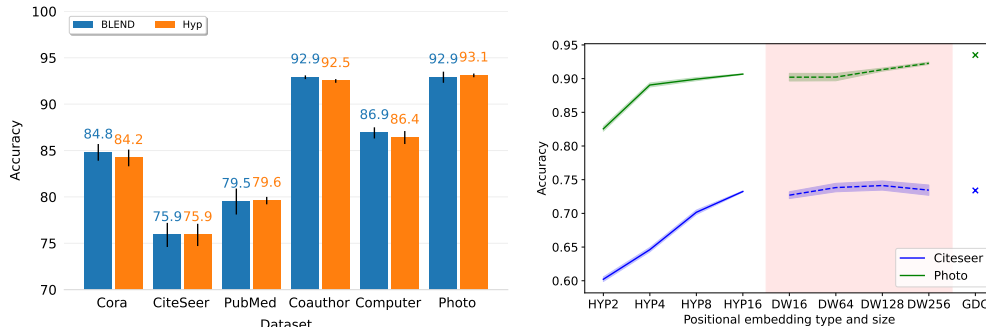 100
95
90
85
80
75
70
Accuracy
BLEND Hyp
84.8 84.2
75.9 75.9
79.5 79.6
92.9 92.5
86.9 86.4
92.9 93.1
Cora CiteSeer PubMed Coauthor Computer Photo
Dataset
0.95
0.90
0.85
0.80
0.75
0.70
0.65
0.60
Accuracy
Citeseer
Photo
HYP2 HYP4 HYP8 HYP16 DW16 DW64 DW128 DW256 GDC
Positional embedding type and size